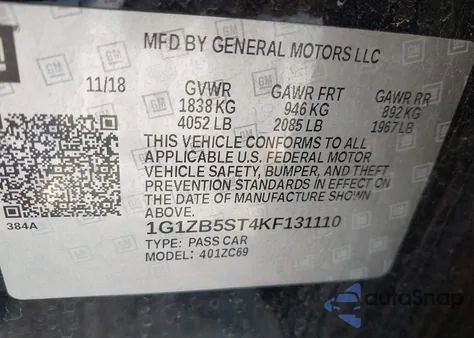 MFD BY GENERAL MOTORS LLC
11/18
GVWR
1838 KG
4052 LB
GAWR FRT
946 KG
2085 LB
GAWR RR
892 KG
1967 LB
THIS VEHICLE CONFORMS TO ALL
APPLICABLE U.S. FEDERAL MOTOR
VEHICLE SAFETY, BUMPER, AND THEFT
PREVENTION STANDARDS IN EFFECT ON
THE DATE OF MANUFACTURE SHOWN ABOVE.
384A
1G1ZB5ST4KF131110
TYPE: PASS CAR
MODEL: 401ZC69
GM
autoSnap